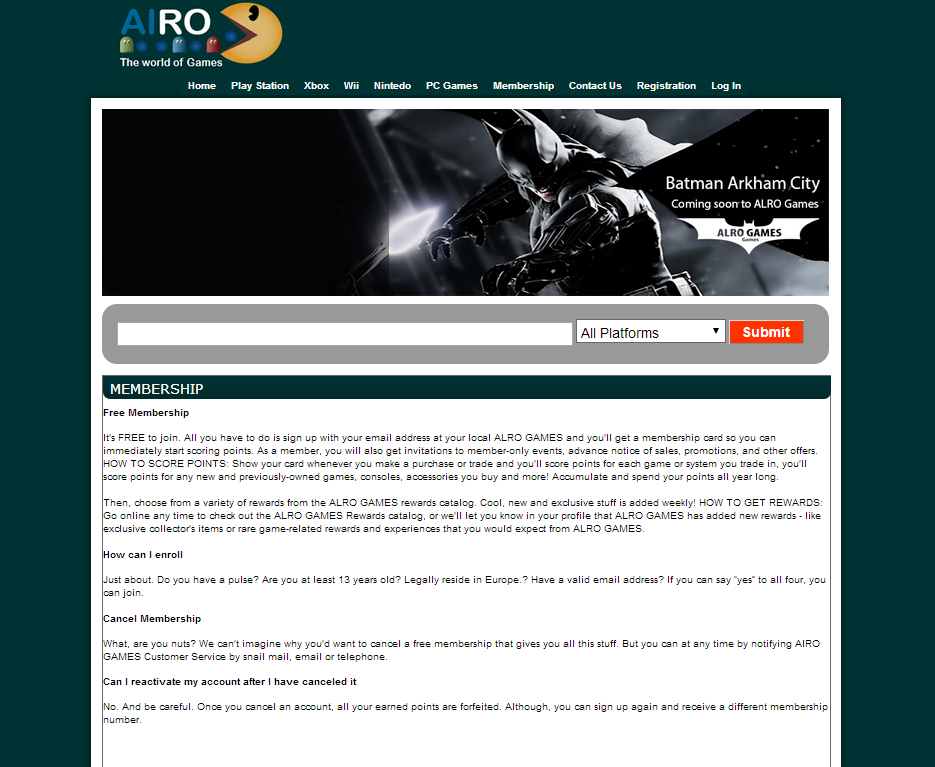 AIRO
The world of Games
Home Play Station Xbox Wii Nintedo PC Games Membership Contact Us Registration Log In
Batman Arkham City
Coming soon to ALRO Games
ALRO GAMES
Games
All Platforms Submit
MEMBERSHIP
Free Membership
It's FREE to join. All you have to do is sign up with your email address at your local ALRO GAMES and you'll get a membership card so you can
immediately start scoring points. As a member, you will also get invitations to member-only events, advance notice of sales, promotions, and other offers.
HOW TO SCORE POINTS: Show your card whenever you make a purchase or trade and you'll score points for each game or system you trade in, you'll
score points for any new and previously-owned games, consoles, accessories you buy and more! Accumulate and spend your points all year long.
Then, choose from a variety of rewards from the ALRO GAMES rewards catalog. Cool, new and exclusive stuff is added weekly! HOW TO GET REWARDS:
Go online any time to check out the ALRO GAMES Rewards catalog, or we'll let you know in your profile that ALRO GAMES has added new rewards - like
exclusive collector's items or rare game-related rewards and experiences that you would expect from ALRO GAMES.
How can I enroll
Just about. Do you have a pulse? Are you at least 13 years old? Legally reside in Europe.? Have a valid email address? If you can say "yes" to all four, you
can join.
Cancel Membership
What, are you nuts? We can't imagine why you'd want to cancel a free membership that gives you all this stuff. But you can at any time by notifying AIRO
GAMES Customer Service by snail mail, email or telephone.
Can I reactivate my account after I have canceled it
No. And be careful. Once you cancel an account, all your earned points are forfeited. Although, you can sign up again and receive a different membership
number.